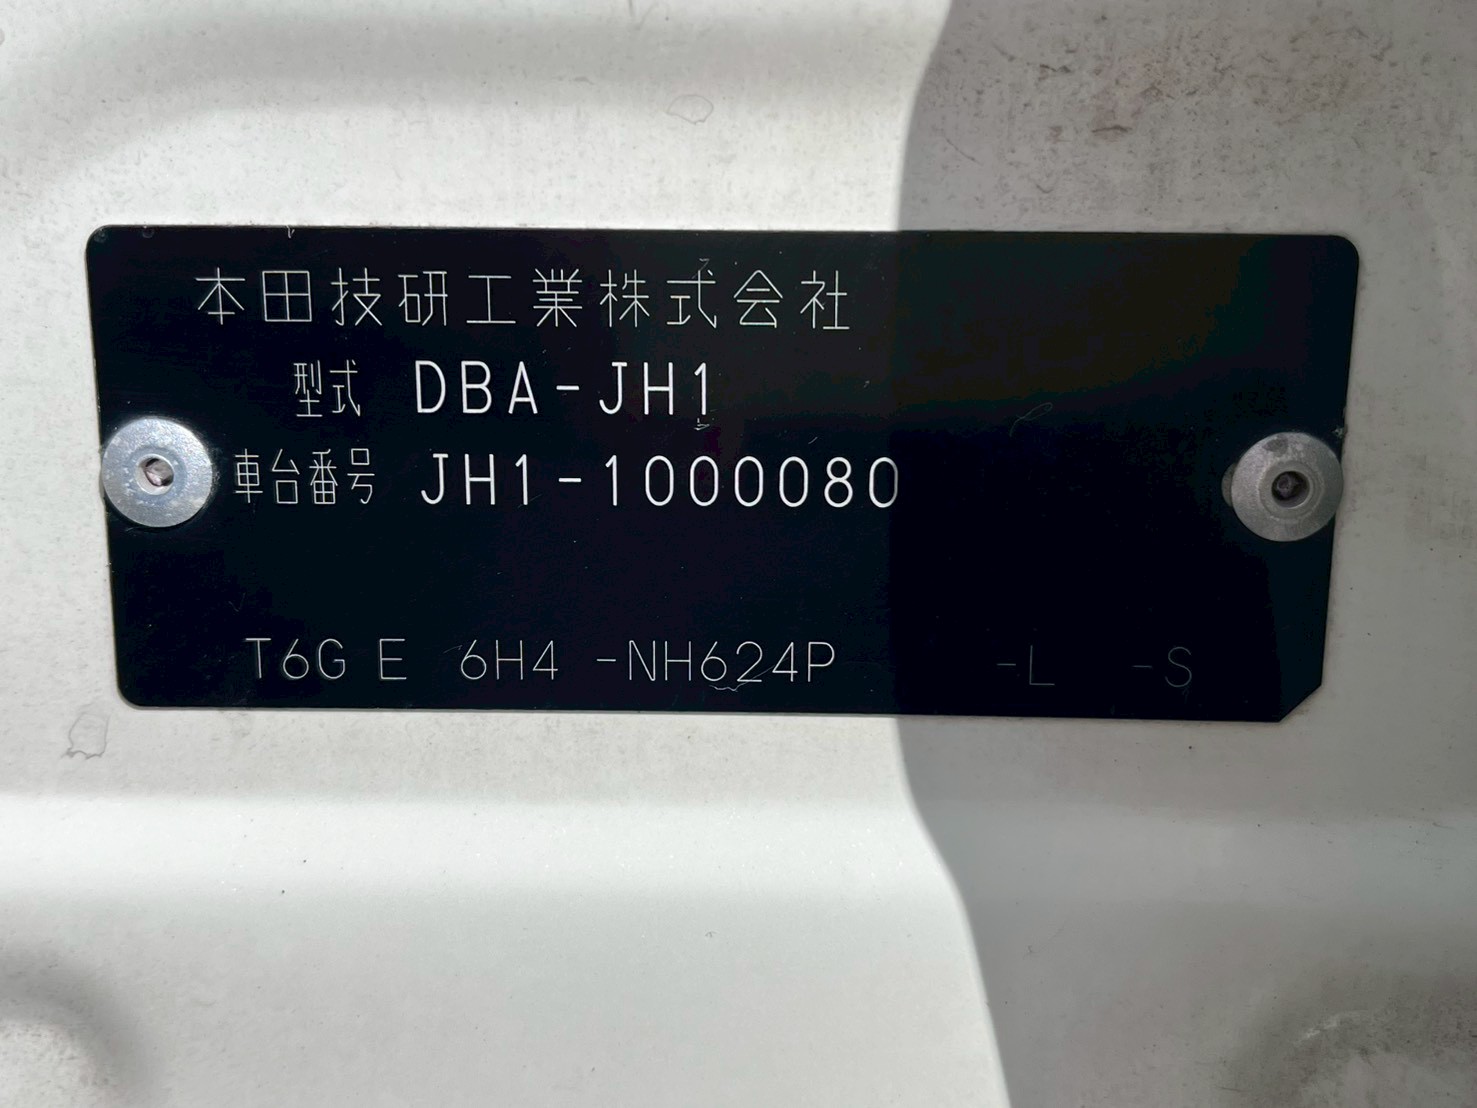 本田技研工業株式会社
型式 DBA-JH1
車台番号 JH1-1000080
T6G E 6H4 -NH624P -L -S